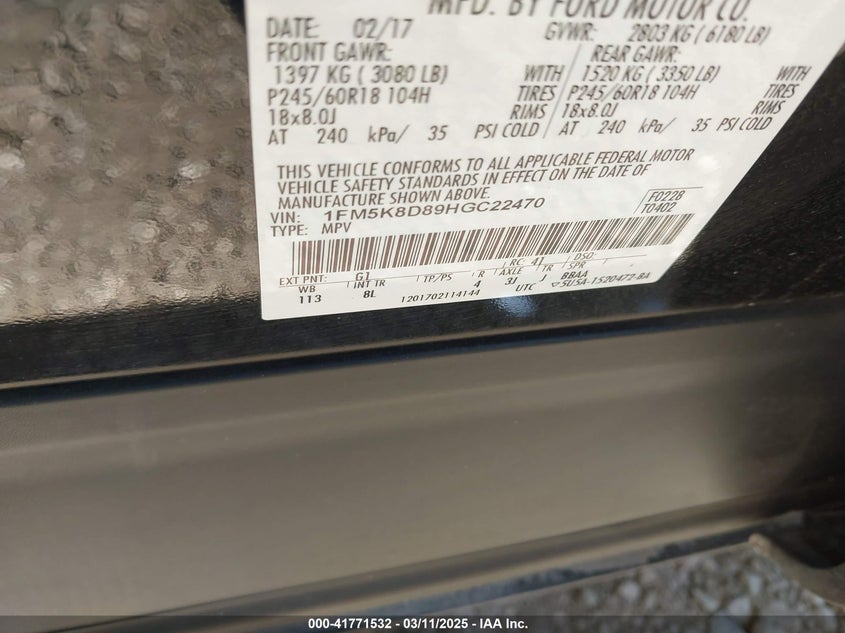 MFD. BY FORD MOTOR CO.
DATE: 02/17 GVWR: 2803 KG ( 6180 LB)
FRONT GAWR: REAR GAWR:
1397 KG ( 3080 LB) WITH 1520 KG ( 3350 LB) WITH
P245/60R18 104H TIRES P245/60R18 104H TIRES
18x8.0J RIMS 18x8.0J RIMS
AT 240 kPa/ 35 PSI COLD AT 240 kPa/ 35 PSI COLD
THIS VEHICLE CONFORMS TO ALL APPLICABLE FEDERAL MOTOR
VEHICLE SAFETY STANDARDS IN EFFECT ON THE DATE OF
MANUFACTURE SHOWN ABOVE.
VIN: 1FM5K8D89HGC22470 F0228
TYPE: MPV T0402
EXT PNT: G1 RC: 41 DSO:
WB INT TR TP/PS R AXLE TR SPR
113 8L 4 3J J BBAA
1201702114144 UTC 5U5A-1520472-BA
000-41771532 — 03/11/2025 — IAA Inc.